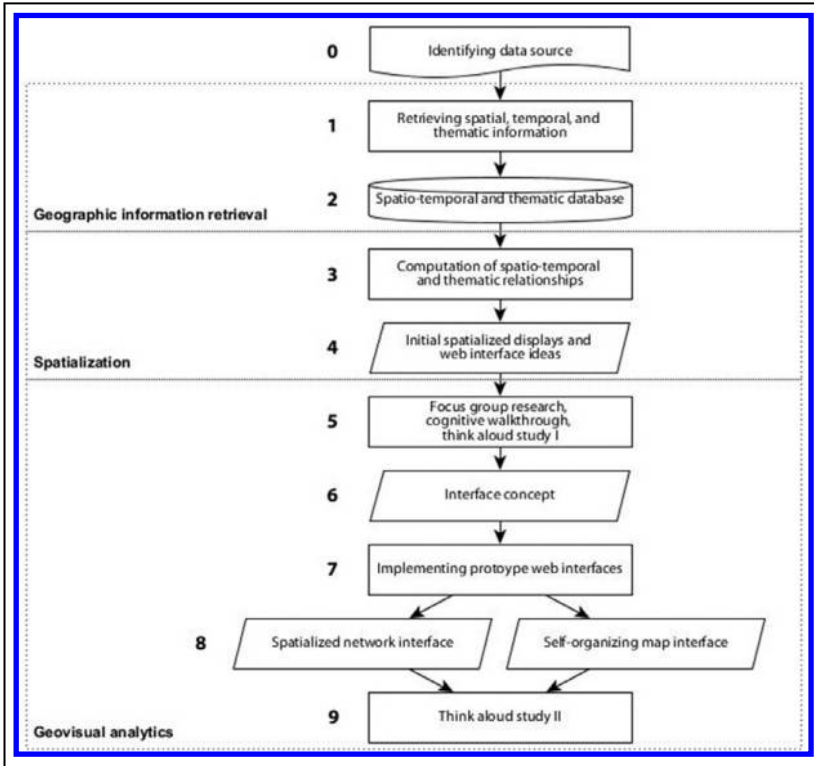 0
Identifying data source
1
Retrieving spatial, temporal, and
thematic information
2
Spatio-temporal and thematic database
Geographic information retrieval
3
Computation of spatio-temporal
and thematic relationships
4
Initial spatialized displays and
web interface ideas
Spatialization
5
Focus group research,
cognitive walkthrough,
think aloud study I
6
Interface concept
7
Implementing protoype web interfaces
8
Spatialized network interface
Self-organizing map interface
9
Think aloud study II
Geovisual analytics